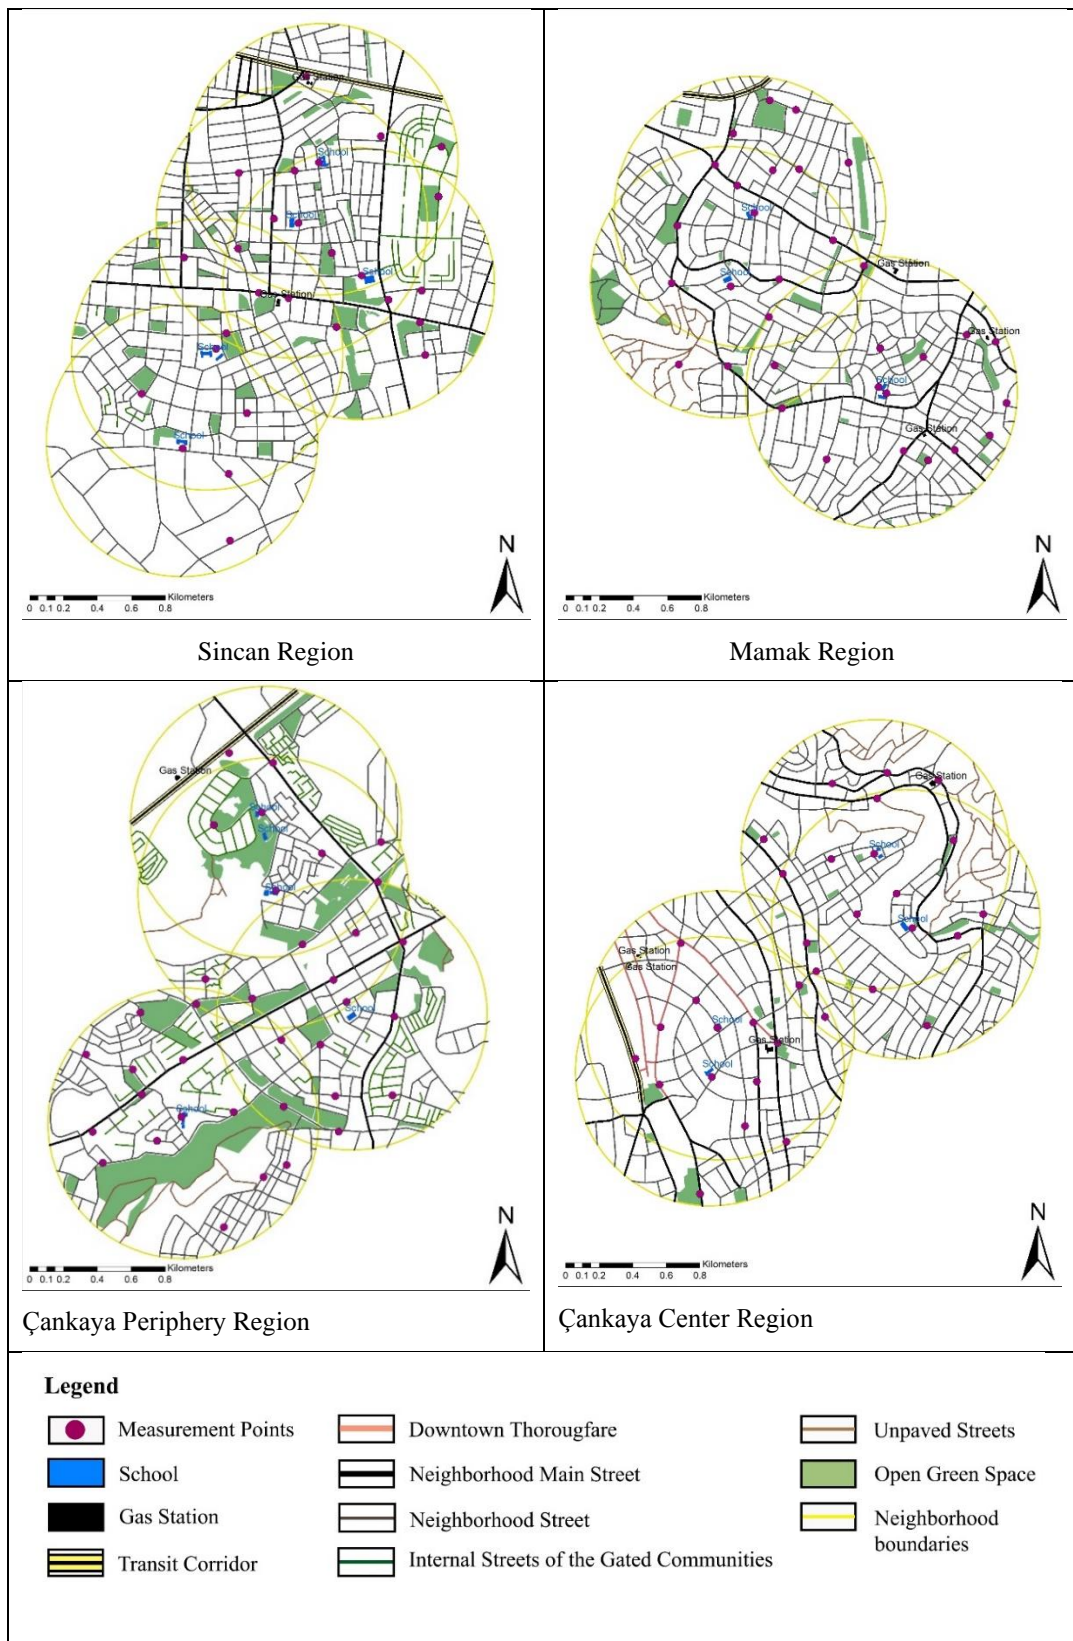 Gas Station
School
School
School
Gas Station
School
School
N
Kilometers
0 0.1 0.2 0.4 0.6 0.8
Sincan Region
School
Gas Station
School
Gas Station
School
Gas Station
N
Kilometers
0 0.1 0.2 0.4 0.6 0.8
Mamak Region
Gas Station
School
School
School
School
School
N
Kilometers
0 0.1 0.2 0.4 0.6 0.8
Çankaya Periphery Region
Gas Station
School
School
Gas Station
Gas Station
School
Gas Station
School
N
Kilometers
0 0.1 0.2 0.4 0.6 0.8
Çankaya Center Region
Legend
Measurement Points
School
Gas Station
Transit Corridor
Downtown Thorougfare
Neighborhood Main Street
Neighborhood Street
Internal Streets of the Gated Communities
Unpaved Streets
Open Green Space
Neighborhood
boundaries